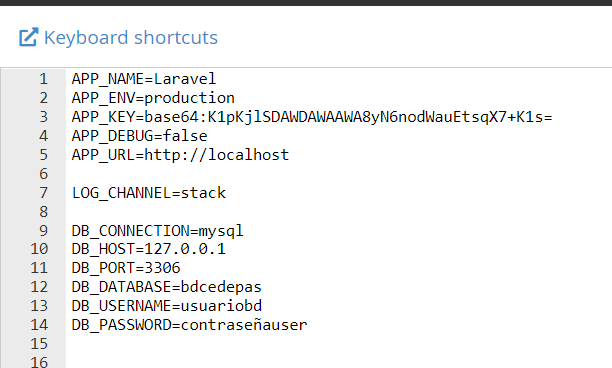 Keyboard shortcuts
1 APP_NAME=Laravel
2 APP_ENV=production
3 APP_KEY=base64:K1pKjlSDAWDAWAAWA8yN6nodWauEtsqX7+K1s=
4 APP_DEBUG=false
5 APP_URL=http://localhost
6
7 LOG_CHANNEL=stack
8
9 DB_CONNECTION=mysql
10 DB_HOST=127.0.0.1
11 DB_PORT=3306
12 DB_DATABASE=bdcedepas
13 DB_USERNAME=usuariobd
14 DB_PASSWORD=contraseñauser
15
16